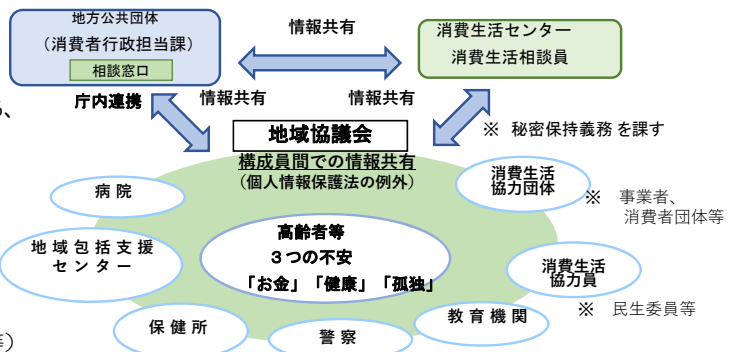 地方公共団体
（消費者行政担当課）
相談窓口
情報共有
消費生活センター
消費生活相談員
庁内連携
情報共有
情報共有
、
地域協議会
※ 秘密保持義務 を課す
構成員間での情報共有
（個人情報保護法の例外）
病院
消費生活
協力団体
※ 事業者、
消費者団体等
地域包括支援
センター
高齢者等
３つの不安
「お金」「健康」「孤独」
消費生活
協力員
※ 民生委員等
保健所
警察
教育機関
）